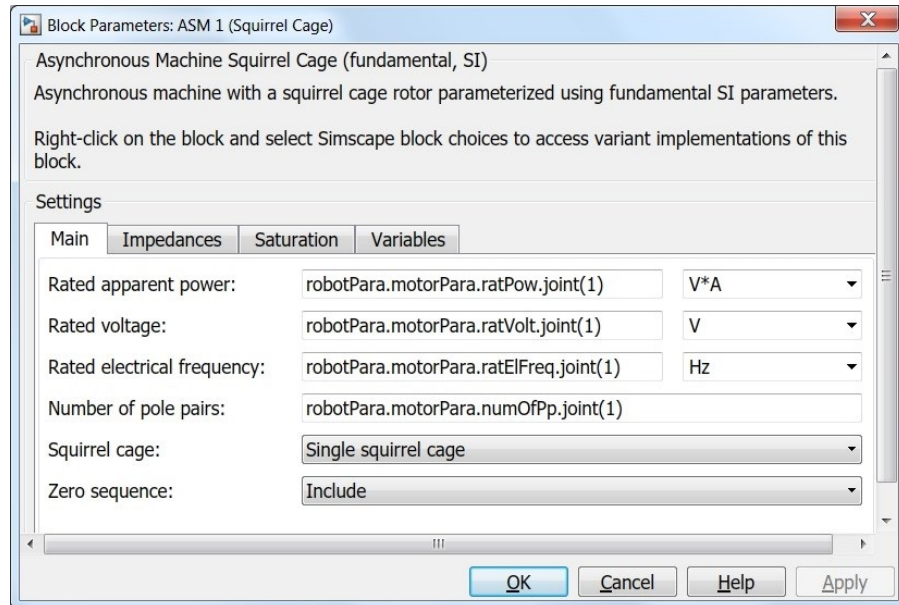 Block Parameters: ASM 1 (Squirrel Cage)
Asynchronous Machine Squirrel Cage (fundamental, SI)
Asynchronous machine with a squirrel cage rotor parameterized using fundamental SI parameters.
Right-click on the block and select Simscape block choices to access variant implementations of this
block.
Settings
Main Impedances Saturation Variables
Rated apparent power: robotPara.motorPara.ratPow.joint(1) V*A
Rated voltage: robotPara.motorPara.ratVolt.joint(1) V
Rated electrical frequency: robotPara.motorPara.ratElFreq.joint(1) Hz
Number of pole pairs: robotPara.motorPara.numOfPp.joint(1)
Squirrel cage: Single squirrel cage
Zero sequence: Include
OK Cancel Help Apply